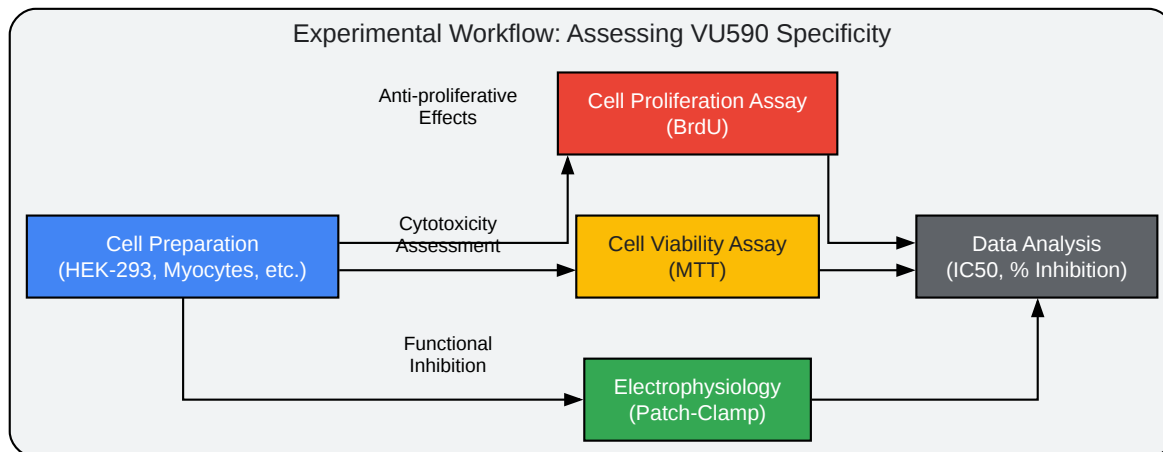 Experimental Workflow: Assessing VU590 Specificity
Anti-proliferative
Effects
Cell Proliferation Assay
(BrdU)
Cytotoxicity
Assessment
Cell Preparation
(HEK-293, Myocytes, etc.)
Cell Viability Assay
(MTT)
Data Analysis
(IC50, % Inhibition)
Functional
Inhibition
Electrophysiology
(Patch-Clamp)